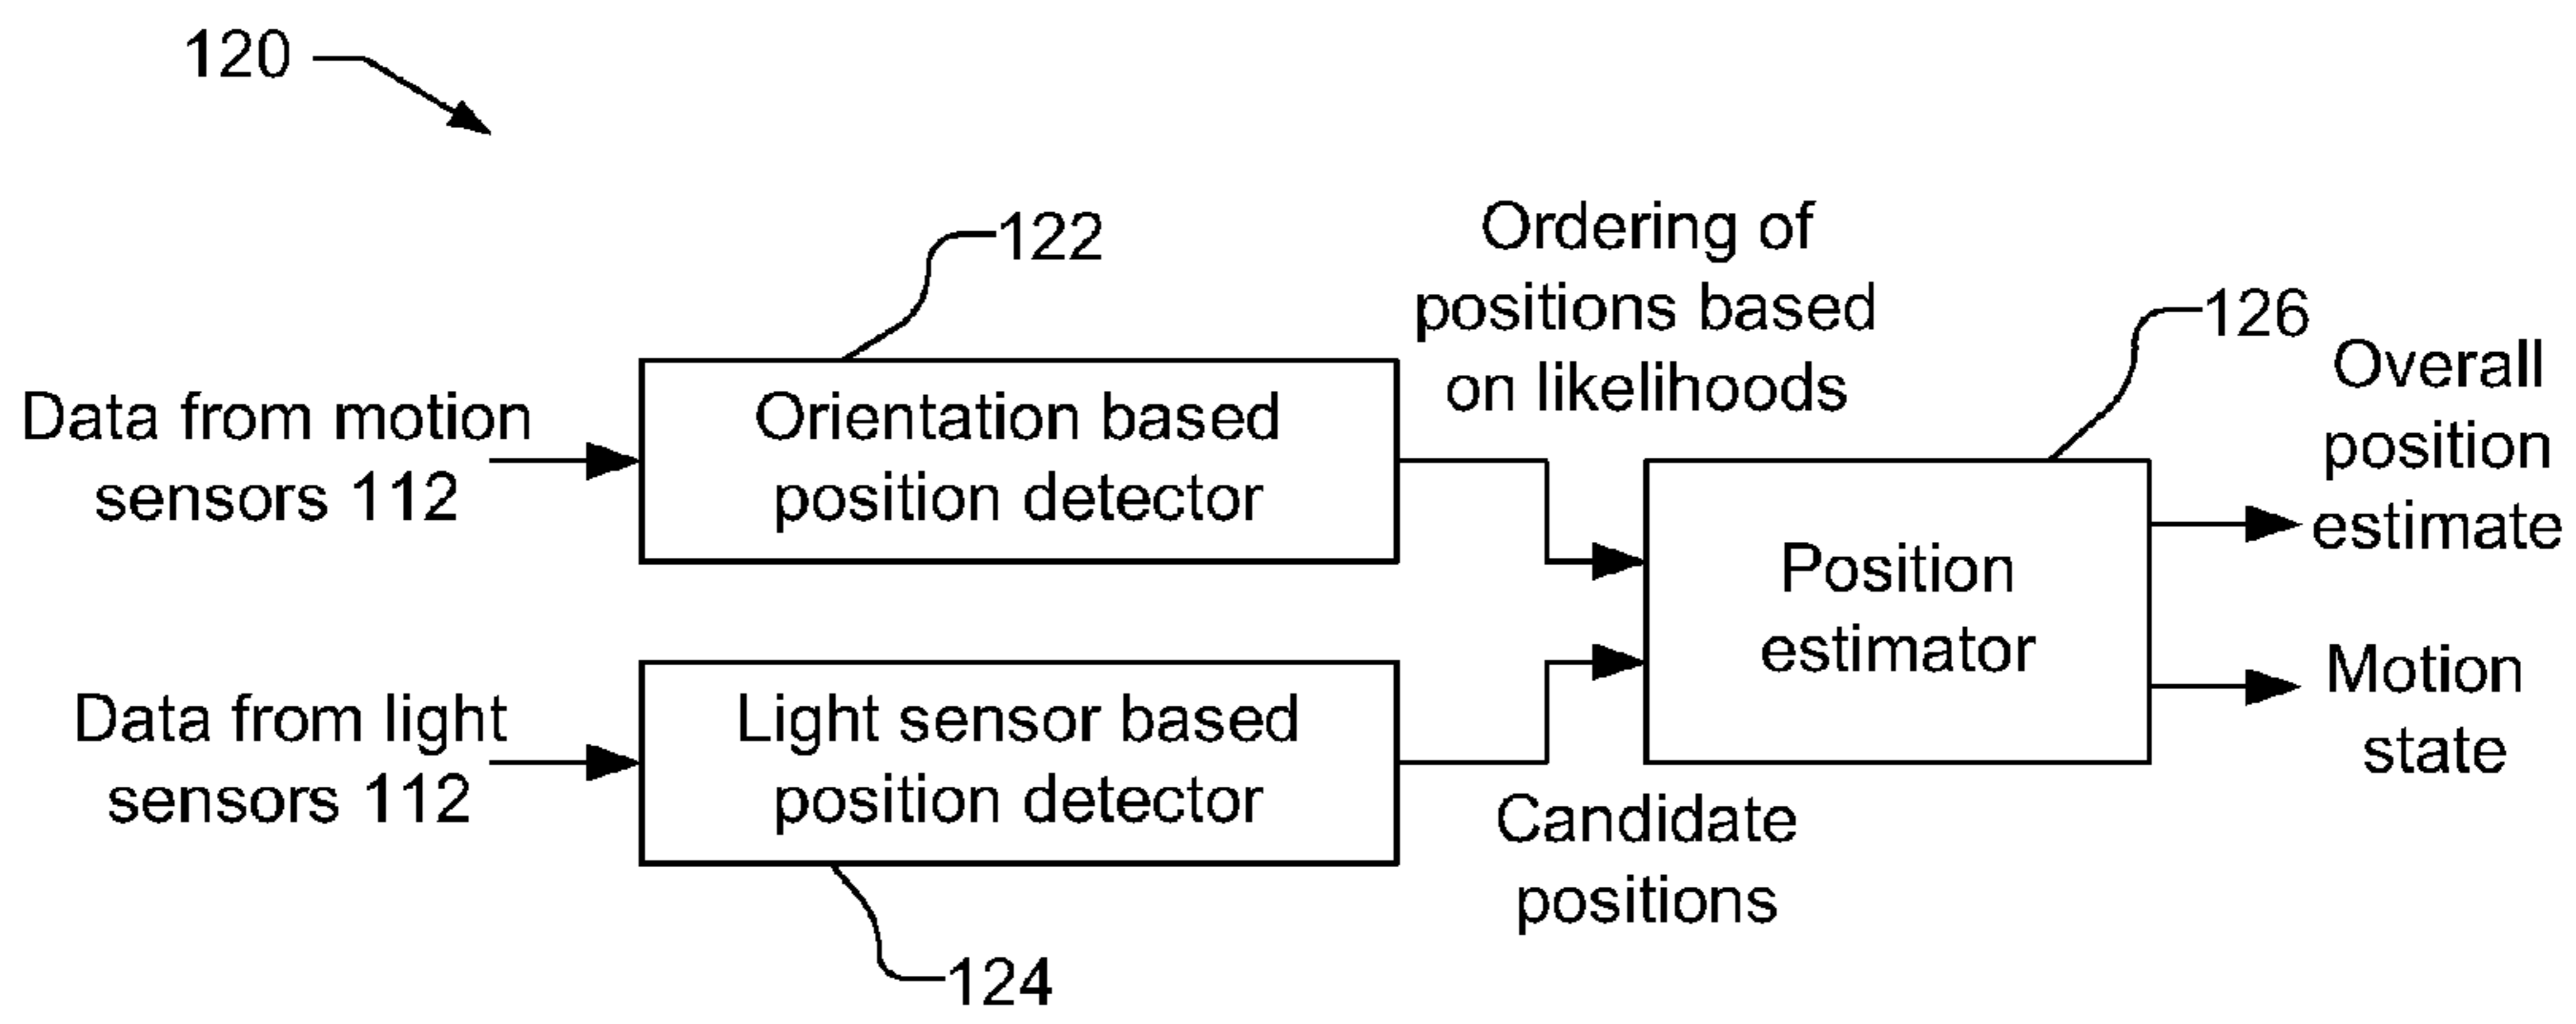 120
122
Ordering of
positions based
on likelihoods
126
Overall
position
estimate
Data from motion
sensors 112
Orientation based
position detector
Position
estimator
Motion
state
Data from light
sensors 112
Light sensor based
position detector
Candidate
positions
124